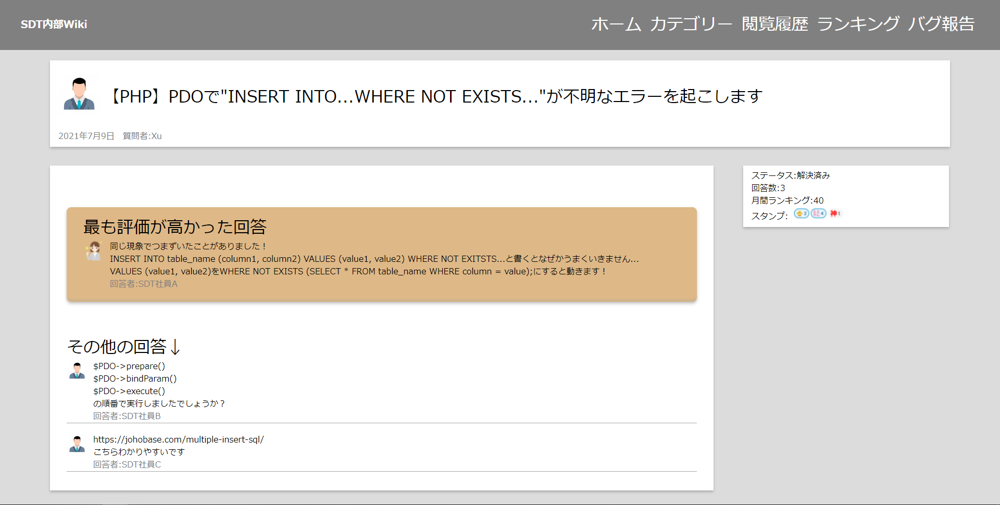 SDT内部Wiki
ホーム カテゴリー 閲覧履歴 ランキング バグ報告
【PHP】PDOで"INSERT INTO...WHERE NOT EXISTS..."が不明なエラーを起こします
2021年7月9日 質問者:Xu
最も評価が高かった回答
同じ現象でつまずいたことがありました！
INSERT INTO table_name (column1, column2) VALUES (value1, value2) WHERE NOT EXITSTS...と書くとなぜかうまくいきません...
VALUES (value1, value2)をWHERE NOT EXISTS (SELECT * FROM table_name WHERE column = value);にすると動きます！
回答者:SDT社員A
その他の回答↓
$PDO->prepare()
$PDO->bindParam()
$PDO->execute()
の順番で実行しましたでしょうか？
回答者:SDT社員B
https://johobase.com/multiple-insert-sql/
こちらわかりやすいです
回答者:SDT社員C
ステータス:解決済み
回答数:3
月間ランキング:40
スタンプ: 2 4 神 1